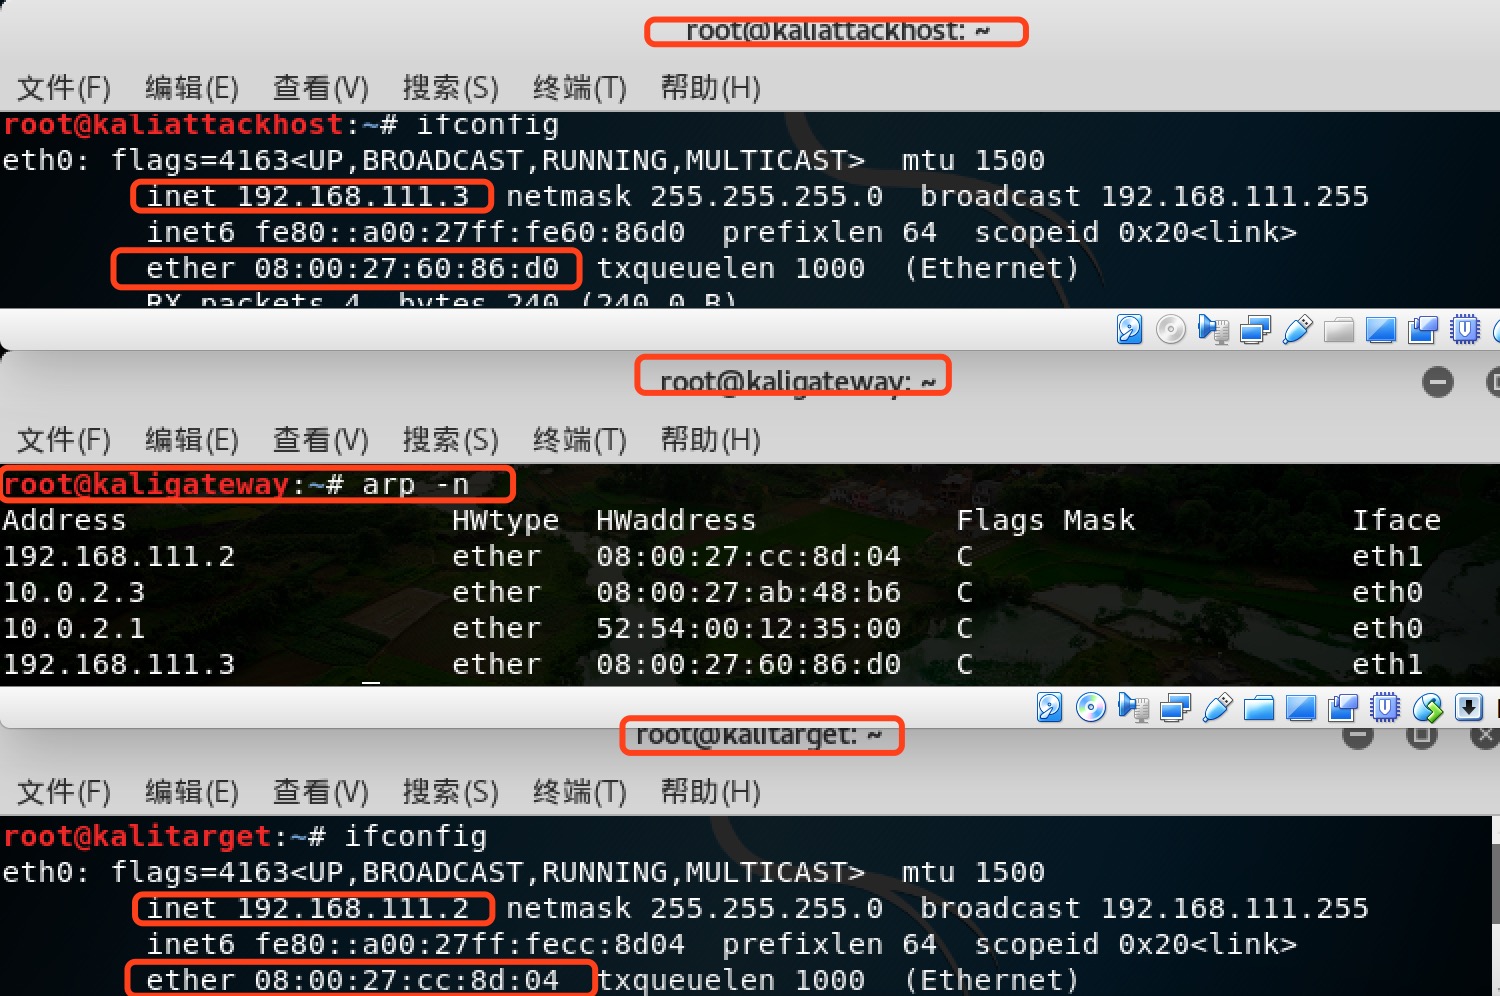 root@kaliattackhost: ~
文件(F) 编辑(E) 查看(V) 搜索(S) 终端(T) 帮助(H)
root@kaliattackhost:~# ifconfig
eth0: flags=4163<UP,BROADCAST,RUNNING,MULTICAST>  mtu 1500
inet 192.168.111.3  netmask 255.255.255.0  broadcast 192.168.111.255
inet6 fe80::a00:27ff:fe60:86d0  prefixlen 64  scopeid 0x20<link>
ether 08:00:27:60:86:d0  txqueuelen 1000  (Ethernet)
RX packets 4  bytes 240 (240.0 B)
root@kaligateway: ~
文件(F) 编辑(E) 查看(V) 搜索(S) 终端(T) 帮助(H)
root@kaligateway:~# arp -n
Address HWtype HWaddress Flags Mask Iface
192.168.111.2 ether 08:00:27:cc:8d:04 C eth1
10.0.2.3 ether 08:00:27:ab:48:b6 C eth0
10.0.2.1 ether 52:54:00:12:35:00 C eth0
192.168.111.3 ether 08:00:27:60:86:d0 C eth1
root@kalitarget: ~
文件(F) 编辑(E) 查看(V) 搜索(S) 终端(T) 帮助(H)
root@kalitarget:~# ifconfig
eth0: flags=4163<UP,BROADCAST,RUNNING,MULTICAST>  mtu 1500
inet 192.168.111.2  netmask 255.255.255.0  broadcast 192.168.111.255
inet6 fe80::a00:27ff:fecc:8d04  prefixlen 64  scopeid 0x20<link>
ether 08:00:27:cc:8d:04  txqueuelen 1000  (Ethernet)